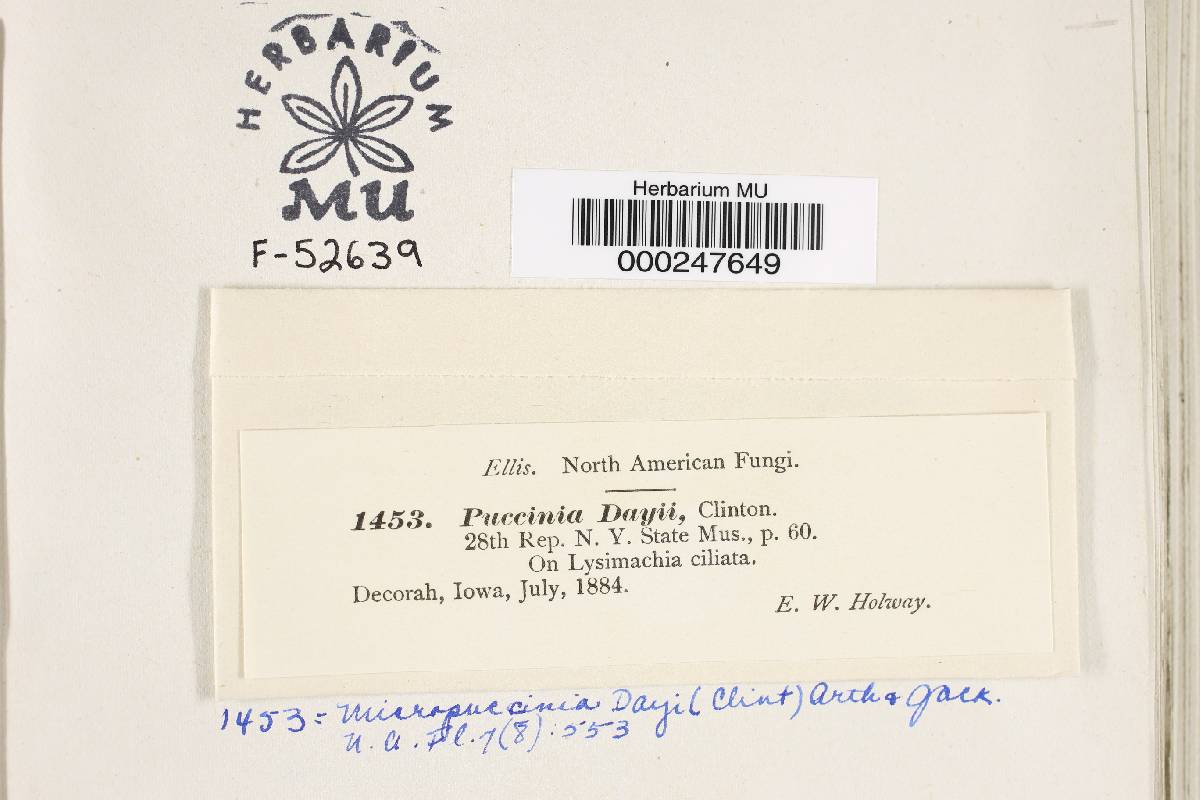 HERBARIUM
MU
F-52639
Herbarium MU
000247649
Ellis. North American Fungi.
1453. Puccinia Dayii, Clinton.
28th Rep. N. Y. State Mus., p. 60.
On Lysimachia ciliata.
Decorah, Iowa, July, 1884.
E. W. Holway.
1453 = Micropuccinia Dayi (Clint) Arth & Jack.
N. A. Fl. 7(8):553